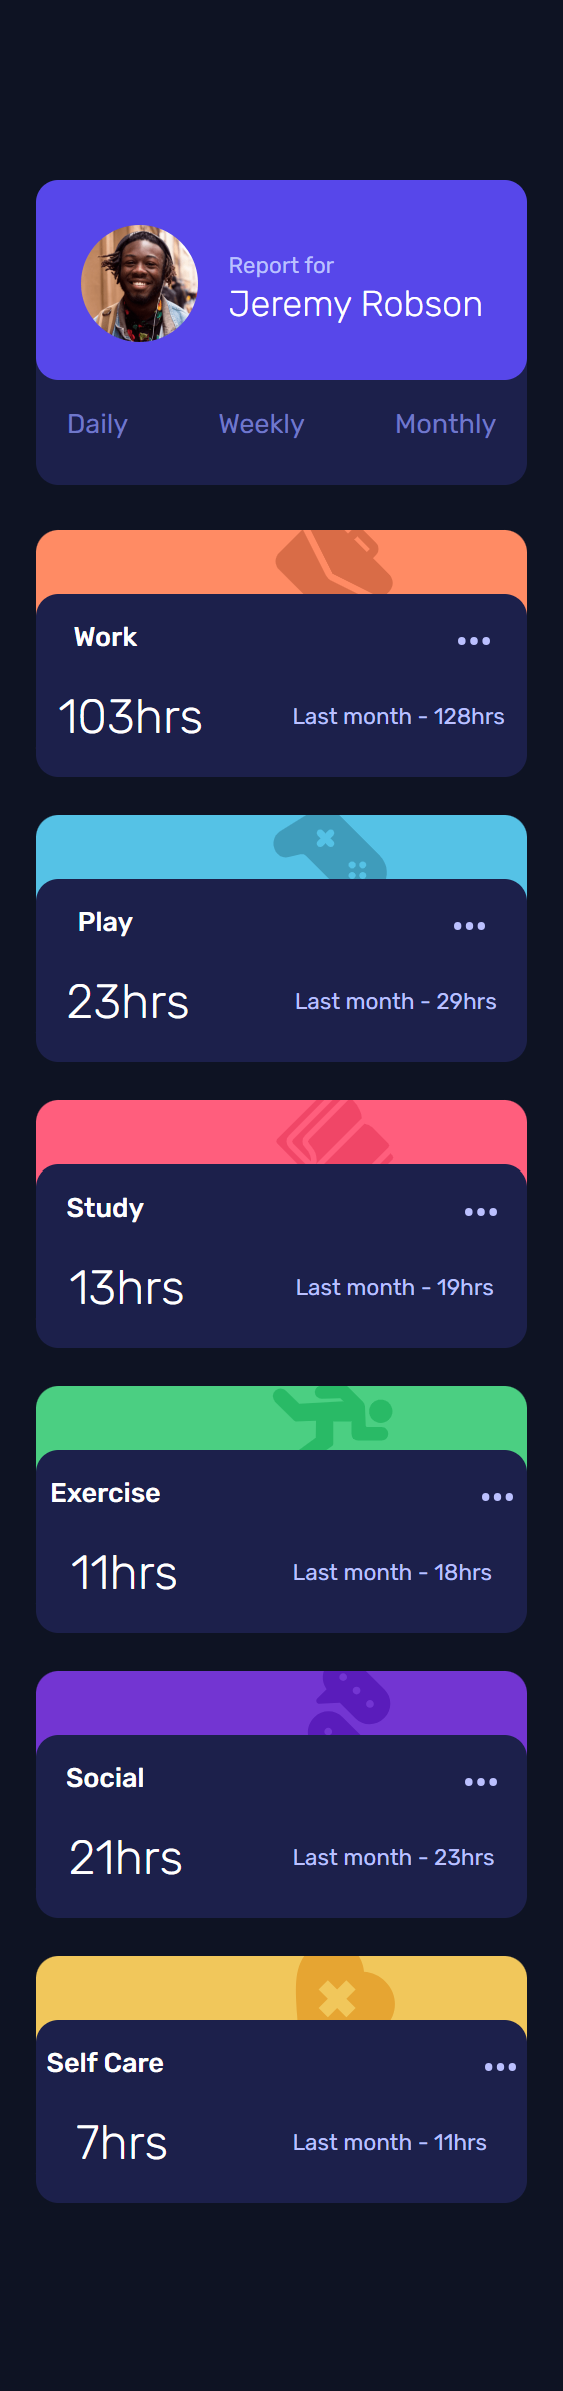 Report for
Jeremy Robson
Daily Weekly Monthly
Work
103hrs Last month - 128hrs
Play
23hrs Last month - 29hrs
Study
13hrs Last month - 19hrs
Exercise
11hrs Last month - 18hrs
Social
21hrs Last month - 23hrs
Self Care
7hrs Last month - 11hrs